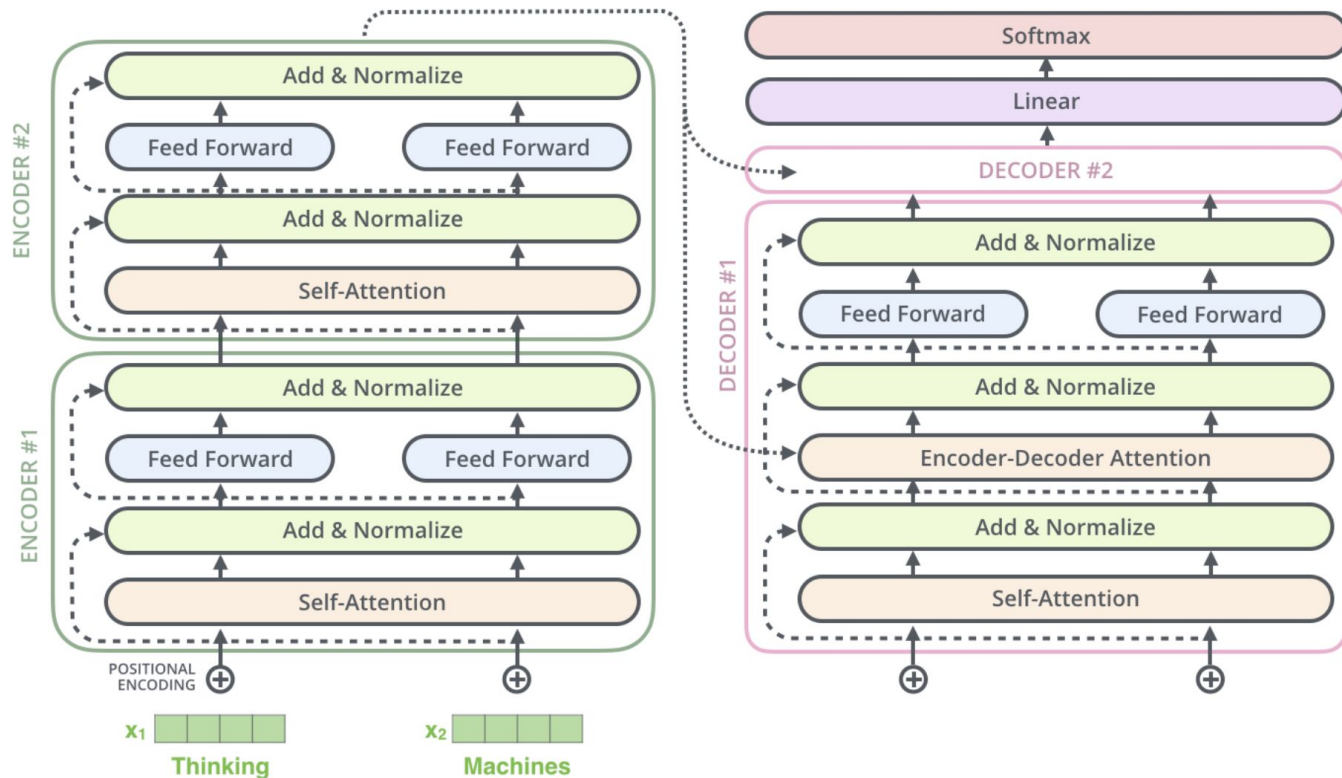 ENCODER #2
Add & Normalize
Feed Forward
Feed Forward
Add & Normalize
Self-Attention
ENCODER #1
Add & Normalize
Feed Forward
Feed Forward
Add & Normalize
Self-Attention
POSITIONAL
ENCODING
x1
x2
Thinking
Machines
Softmax
Linear
DECODER #2
DECODER #1
Add & Normalize
Feed Forward
Feed Forward
Add & Normalize
Encoder-Decoder Attention
Add & Normalize
Self-Attention